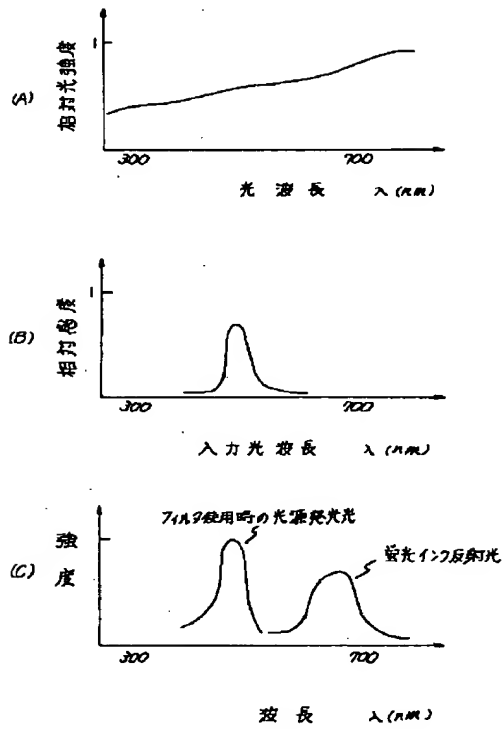 (A)
相対光強度
1
300
700
光波長 λ(nm)
(B)
相対感度
1
300
700
入力光波長 λ(nm)
(C)
強度
フィルタ使用時の光源発光光
蛍光インク反射光
300
700
波長 λ(nm)